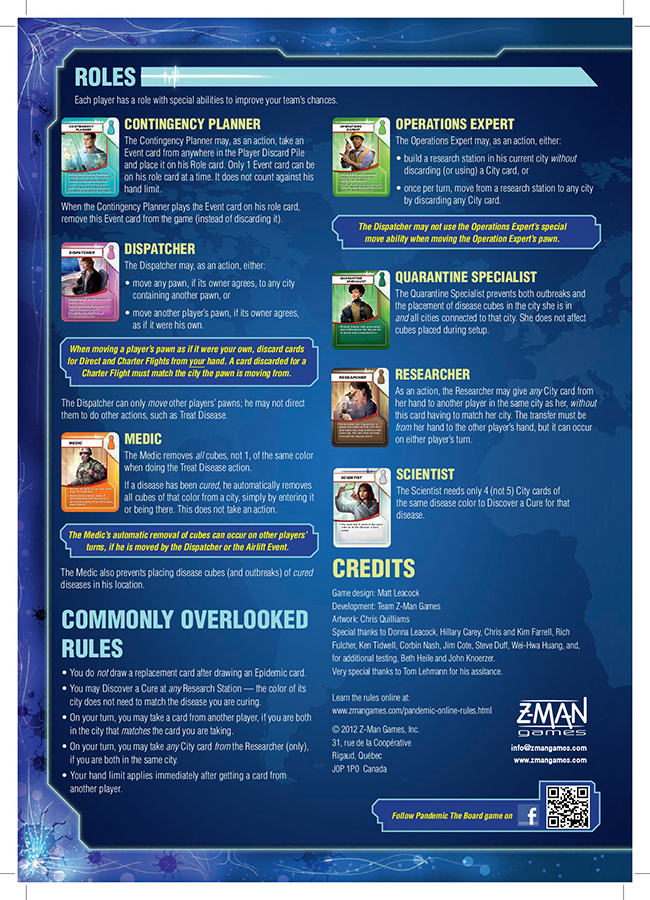 ROLES
Each player has a role with special abilities to improve your team's chances.
CONTINGENCY PLANNER
CONTINGENCY
PLANNER
The Contingency Planner may, as an action, take an
Event card from anywhere in the Player Discard Pile
and place it on his Role card. Only 1 Event card can be
on his role card at a time. It does not count against his
hand limit.
When the Contingency Planner plays the Event card on his role card,
remove this Event card from the game (instead of discarding it).
DISPATCHER
DISPATCHER
The Dispatcher may, as an action, either:
• move any pawn, if its owner agrees, to any city
containing another pawn, or
• move another player's pawn, if its owner agrees,
as if it were his own.
When moving a player's pawn as if it were your own, discard cards
for Direct and Charter Flights from your hand. A card discarded for a
Charter Flight must match the city the pawn is moving from.
The Dispatcher can only move other players' pawns; he may not direct
them to do other actions, such as Treat Disease.
MEDIC
MEDIC
The Medic removes all cubes, not 1, of the same color
when doing the Treat Disease action.
If a disease has been cured, he automatically removes
all cubes of that color from a city, simply by entering it
or being there. This does not take an action.
The Medic's automatic removal of cubes can occur on other players'
turns, if he is moved by the Dispatcher or the Airlift Event.
The Medic also prevents placing disease cubes (and outbreaks) of cured
diseases in his location.
COMMONLY OVERLOOKED
RULES
• You do not draw a replacement card after drawing an Epidemic card.
• You may Discover a Cure at any Research Station — the color of its
city does not need to match the disease you are curing.
• On your turn, you may take a card from another player, if you are both
in the city that matches the card you are taking.
• On your turn, you may take any City card from the Researcher (only),
if you are both in the same city.
• Your hand limit applies immediately after getting a card from
another player.
OPERATIONS EXPERT
OPERATIONS
EXPERT
The Operations Expert may, as an action, either:
• build a research station in his current city without
discarding (or using) a City card, or
• once per turn, move from a research station to any city
by discarding any City card.
The Dispatcher may not use the Operations Expert's special
move ability when moving the Operation Expert's pawn.
QUARANTINE SPECIALIST
QUARANTINE
SPECIALIST
The Quarantine Specialist prevents both outbreaks and
the placement of disease cubes in the city she is in
and all cities connected to that city. She does not affect
cubes placed during setup.
RESEARCHER
RESEARCHER
As an action, the Researcher may give any City card from
her hand to another player in the same city as her, without
this card having to match her city. The transfer must be
from her hand to the other player's hand, but it can occur
on either player's turn.
SCIENTIST
SCIENTIST
The Scientist needs only 4 (not 5) City cards of
the same disease color to Discover a Cure for that
disease.
CREDITS
Game design: Matt Leacock
Development: Team Z-Man Games
Artwork: Chris Quilliams
Special thanks to Donna Leacock, Hillary Carey, Chris and Kim Farrell, Rich
Fulcher, Ken Tidwell, Corbin Nash, Jim Cote, Steve Duff, Wei-Hwa Huang, and,
for additional testing, Beth Heile and John Knoerzer.
Very special thanks to Tom Lehmann for his assitance.
Learn the rules online at:
www.zmangames.com/pandemic-online-rules.html
© 2012 Z-Man Games, Inc.
31, rue de la Coopérative
Rigaud, Québec
J0P 1P0 Canada
Z-MAN
games
info@zmangames.com
www.zmangames.com
Follow Pandemic The Board game on f